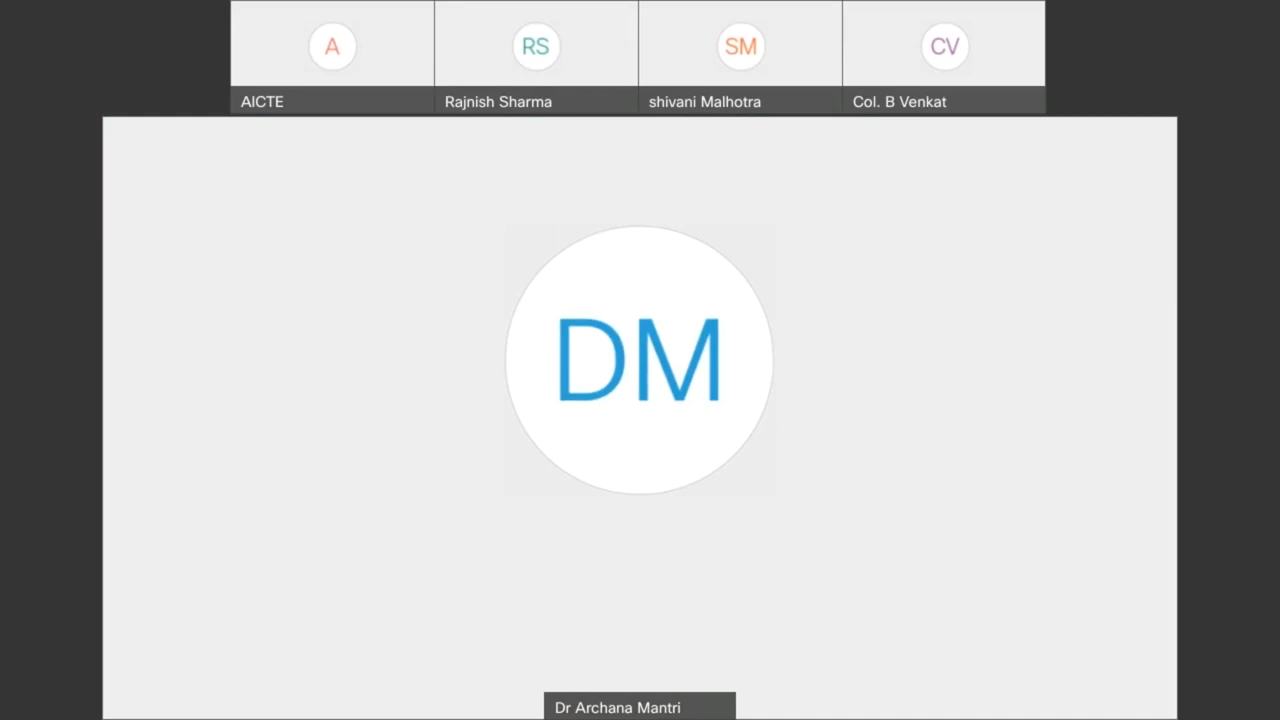 A
RS
SM
CV
AICTE
Rajnish Sharma
shivani Malhotra
Col. B Venkat
DM
Dr Archana Mantri